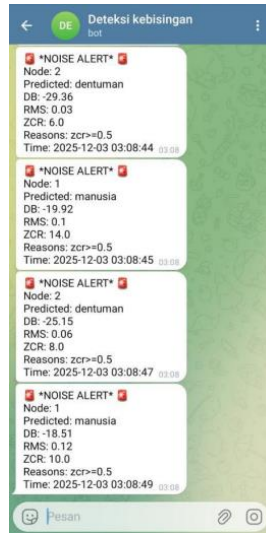 Deteksi kebisingan
DE
bot
🚨 *NOISE ALERT* 🚨
Node: 2
Predicted: dentuman
DB: -29.36
RMS: 0.03
ZCR: 6.0
Reasons: zcr>=0.5
Time: 2025-12-03 03:08:44 03:08
🚨 *NOISE ALERT* 🚨
Node: 1
Predicted: manusia
DB: -19.92
RMS: 0.1
ZCR: 14.0
Reasons: zcr>=0.5
Time: 2025-12-03 03:08:45 03:08
🚨 *NOISE ALERT* 🚨
Node: 2
Predicted: dentuman
DB: -25.15
RMS: 0.06
ZCR: 8.0
Reasons: zcr>=0.5
Time: 2025-12-03 03:08:47 03:08
🚨 *NOISE ALERT* 🚨
Node: 1
Predicted: manusia
DB: -18.51
RMS: 0.12
ZCR: 10.0
Reasons: zcr>=0.5
Time: 2025-12-03 03:08:49 03:08
Pesan